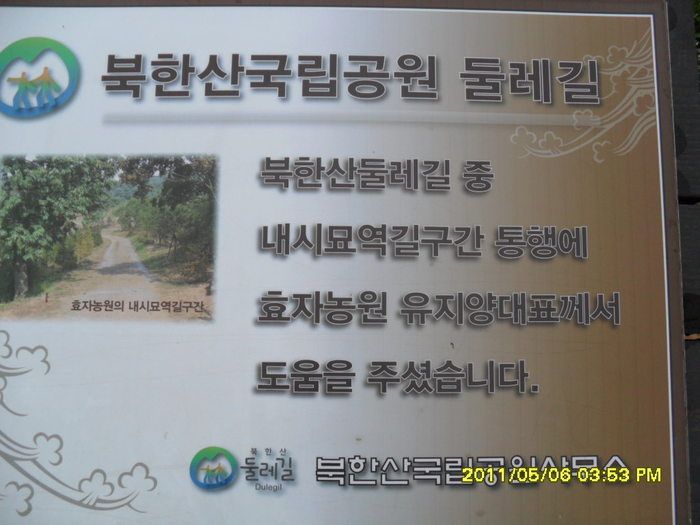 북한산국립공원 둘레길
북한산둘레길 중
내시묘역길구간 통행에
효자농원 유지양대표께서
도움을 주셨습니다.
효자농원의 내시묘역길구간
북한산
둘레길
Dulegil
북한산국립공원사무소
2011/05/06 03:53 PM